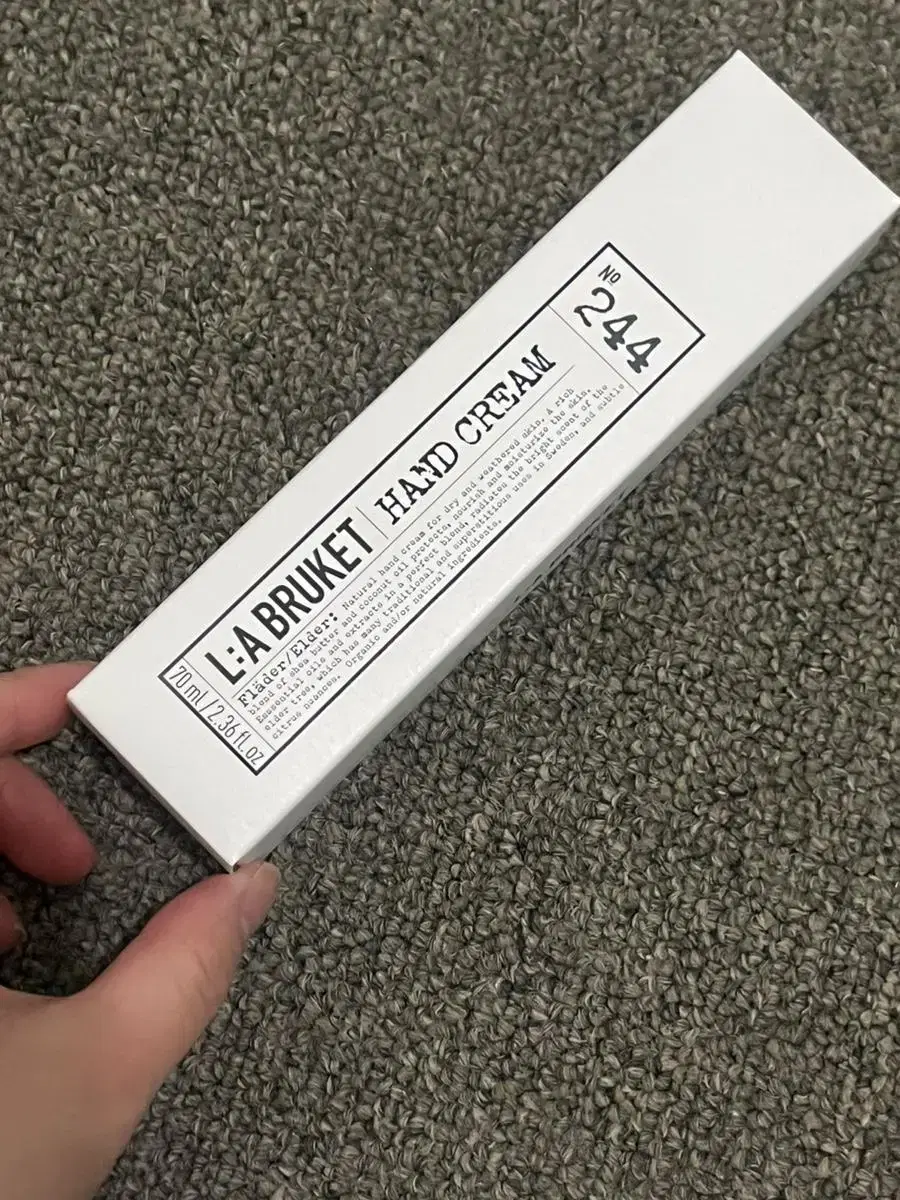 L:A BRUKET
HAND CREAM
Nº
244
Fläder/Elder: Natural hand cream for dry and weathered skin. A rich
blend of shea butter and coconut oil protects, nourish and moisturize the skin.
Essential oils and extracts in a perfect blend, radiates the bright scent of the
elder tree, which has many traditional and superstitious uses in Sweden, and subtle
citrus nuances. Organic and/or natural ingredients.
70 ml / 2.36 fl.oz